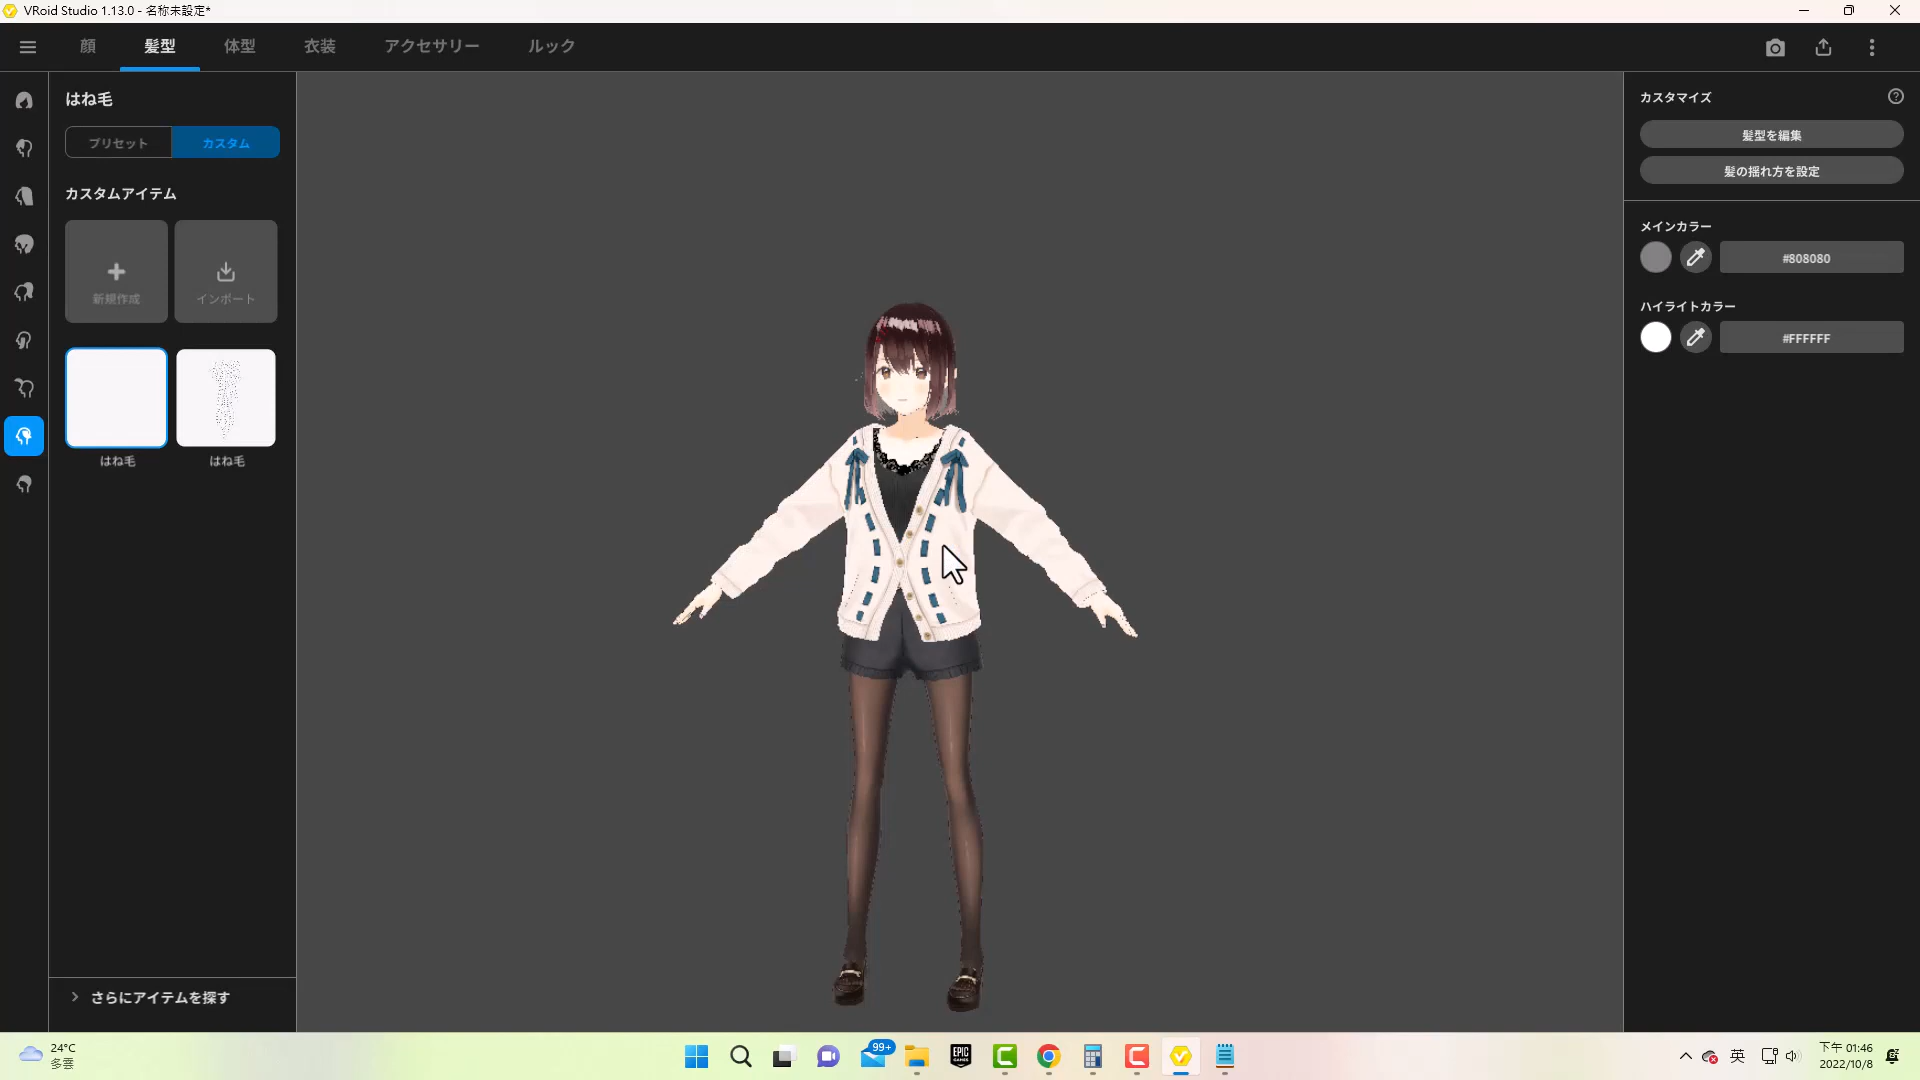 VRoid Studio 1.13.0 - 名称未設定*
顔
髪型
体型
衣装
アクセサリー
ルック
はね毛
プリセット
カスタム
カスタムアイテム
新規作成
インポート
はね毛
はね毛
さらにアイテムを探す
カスタマイズ
髪型を編集
髪の揺れ方を設定
メインカラー
#808080
ハイライトカラー
#FFFFFF
24°C
多雲
99+
EPIC
GAMES
英
下午 01:46
2022/10/8